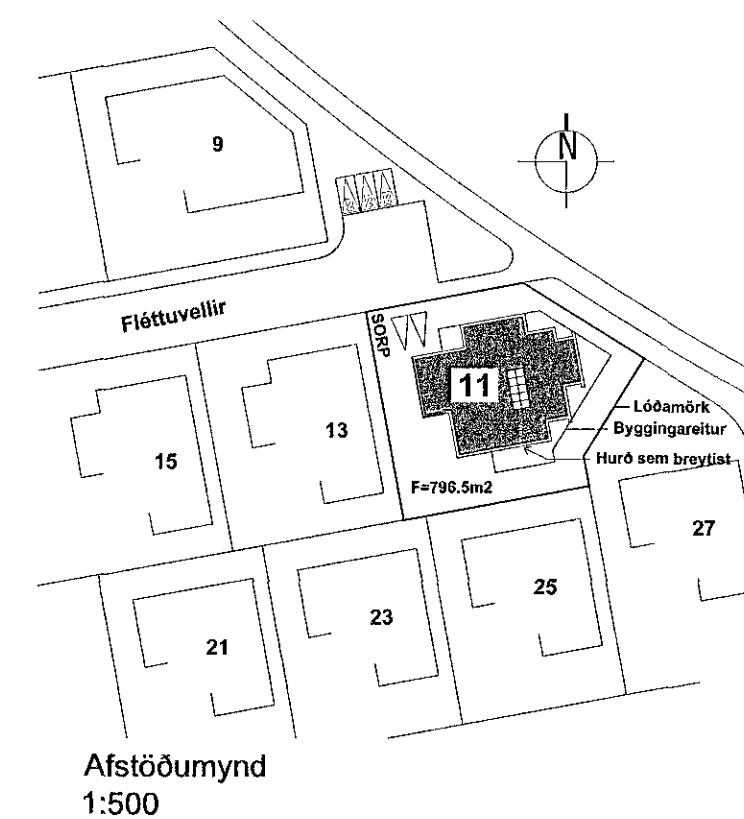 9
N
Fléttuvellir
SORP
11
Lóðamörk
Byggingareitur
Hurð sem breytist
13
15
F=796.5m2
27
25
23
21
Afstöðumynd
1:500